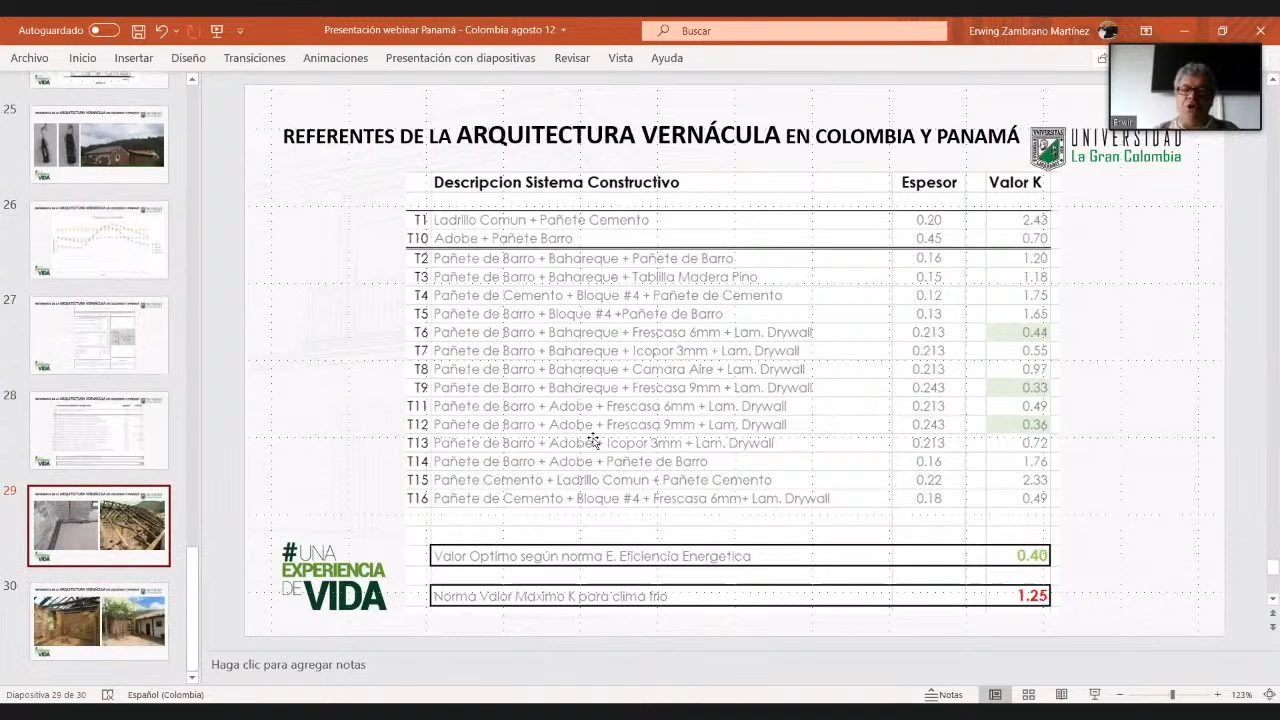 Autoguardado
Presentación webinar Panamá - Colombia agosto 12
Buscar
Erwing Zambrano Martínez
Archivo Inicio Insertar Diseño Transiciones Animaciones Presentación con diapositivas Revisar Vista Ayuda
Erwin
25
26
27
28
29
30
REFERENTES DE LA ARQUITECTURA VERNÁCULA EN COLOMBIA Y PANAMÁ
UNIVERSIDAD
La Gran Colombia
Descripcion Sistema Constructivo Espesor Valor K
T1 Ladrillo Comun + Pañete Cemento 0.20 2.43
T10 Adobe + Pañete Barro 0.45 0.70
T2 Pañete de Barro + Bahareque + Pañete de Barro 0.16 1.20
T3 Pañete de Barro + Bahareque + Tablilla Madera Pino 0.15 1.18
T4 Pañete de Cemento + Bloque #4 + Pañete de Cemento 0.12 1.75
T5 Pañete de Barro + Bloque #4 +Pañete de Barro 0.13 1.65
T6 Pañete de Barro + Bahareque + Frescasa 6mm + Lam. Drywall 0.213 0.44
T7 Pañete de Barro + Bahareque + Icopor 3mm + Lam. Drywall 0.213 0.55
T8 Pañete de Barro + Bahareque + Camara Aire + Lam. Drywall 0.213 0.97
T9 Pañete de Barro + Bahareque + Frescasa 9mm + Lam. Drywall 0.243 0.33
T11 Pañete de Barro + Adobe + Frescasa 6mm + Lam. Drywall 0.213 0.49
T12 Pañete de Barro + Adobe + Frescasa 9mm + Lam. Drywall 0.243 0.36
T13 Pañete de Barro + Adobe + Icopor 3mm + Lam. Drywall 0.213 0.72
T14 Pañete de Barro + Adobe + Pañete de Barro 0.16 1.76
T15 Pañete Cemento + Ladrillo Comun + Pañete Cemento 0.22 2.33
T16 Pañete de Cemento + Bloque #4 + Frescasa 6mm+ Lam. Drywall 0.18 0.49
Valor Optimo según norma E. Eficiencia Energetica 0.40
Norma Valor Maximo K para clima frio 1.25
#UNA
EXPERIENCIA
DE VIDA
Haga clic para agregar notas
Diapositiva 29 de 30 Español (Colombia) Notas 123%